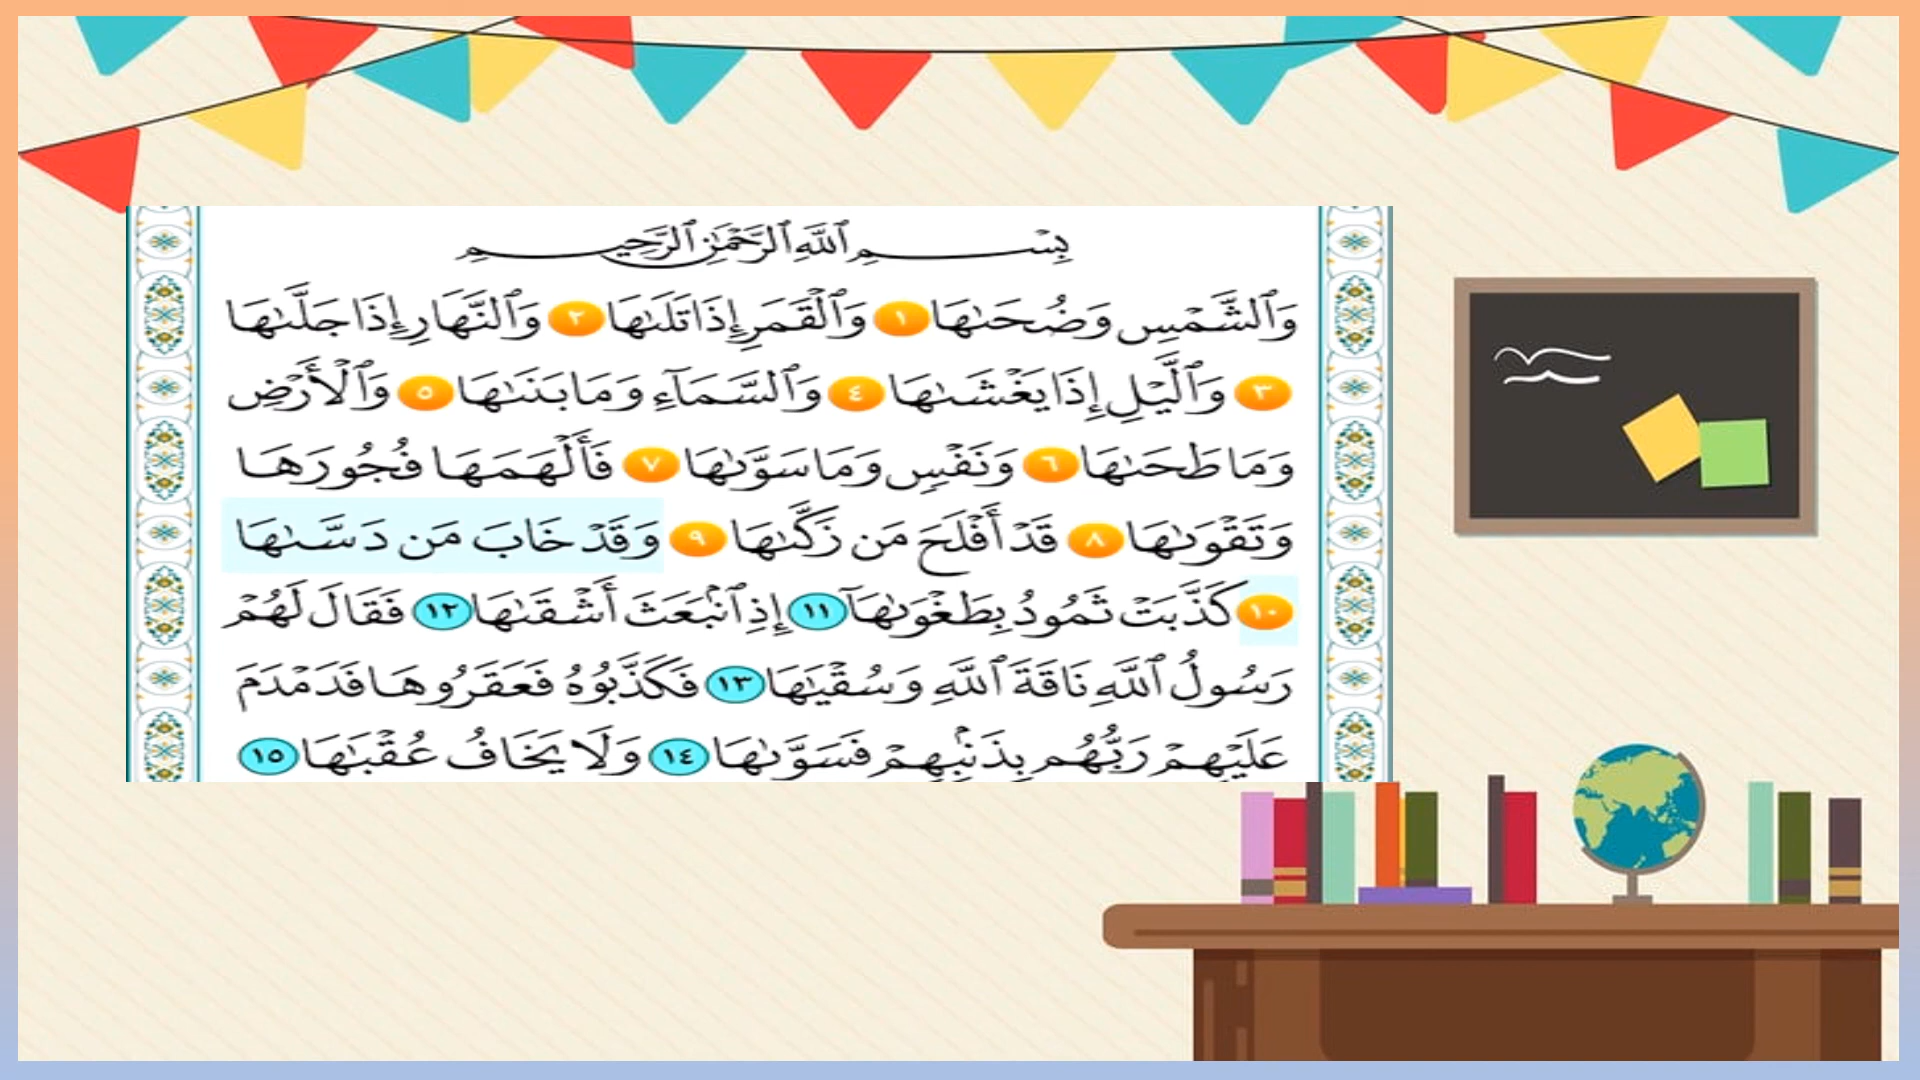 بِسْمِ ٱللَّهِ ٱلرَّحْمَٰنِ ٱلرَّحِيمِ
وَٱلشَّمْسِ وَضُحَىٰهَا ١ وَٱلْقَمَرِ إِذَا تَلَىٰهَا ٢ وَٱلنَّهَارِ إِذَا جَلَّىٰهَا
٣ وَٱلَّيْلِ إِذَا يَغْشَىٰهَا ٤ وَٱلسَّمَآءِ وَمَا بَنَىٰهَا ٥ وَٱلْأَرْضِ
وَمَا طَحَىٰهَا ٦ وَنَفْسٍ وَمَا سَوَّىٰهَا ٧ فَأَلْهَمَهَا فُجُورَهَا
وَتَقْوَىٰهَا ٨ قَدْ أَفْلَحَ مَن زَكَّىٰهَا ٩ وَقَدْ خَابَ مَن دَسَّىٰهَا
١٠ كَذَّبَتْ ثَمُودُ بِطَغْوَىٰهَآ ١١ إِذِ ٱنۢبَعَثَ أَشْقَىٰهَا ١٢ فَقَالَ لَهُمْ
رَسُولُ ٱللَّهِ نَاقَةَ ٱللَّهِ وَسُقْيَٰهَا ١٣ فَكَذَّبُوهُ فَعَقَرُوهَا فَدَمْدَمَ
عَلَيْهِمْ رَبُّهُم بِذَنۢبِهِمْ فَسَوَّىٰهَا ١٤ وَلَا يَخَافُ عُقْبَٰهَا ١٥